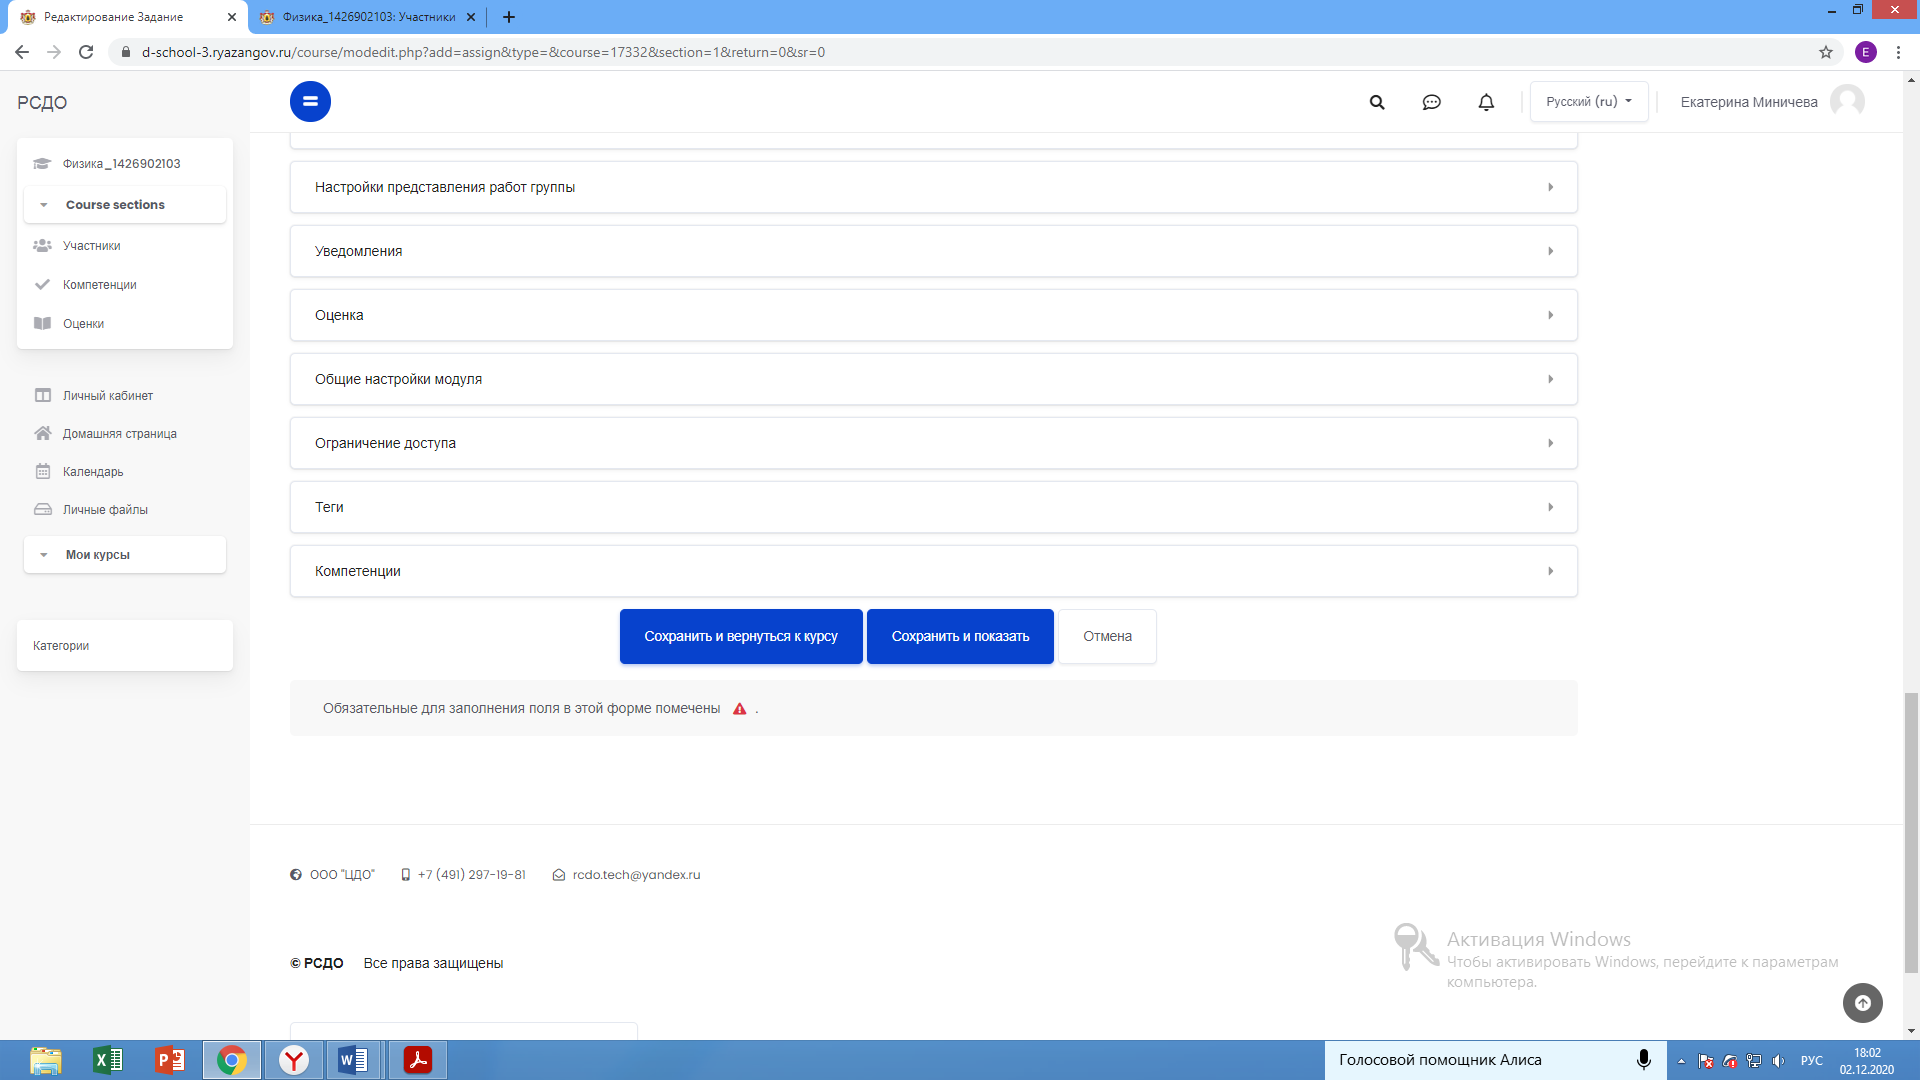 Редактирование Задание
Физика_1426902103: Участники
d-school-3.ryazangov.ru/course/modedit.php?add=assign&type=&course=17332&section=1&return=0&sr=0
E
РСДО
Русский (ru)
Екатерина Миничева
Физика_1426902103
Course sections
Участники
Компетенции
Оценки
Личный кабинет
Домашняя страница
Календарь
Личные файлы
Мои курсы
Категории
Настройки представления работ группы
Уведомления
Оценка
Общие настройки модуля
Ограничение доступа
Теги
Компетенции
Сохранить и вернуться к курсу
Сохранить и показать
Отмена
Обязательные для заполнения поля в этой форме помечены .
ООО "ЦДО"
+7 (491) 297-19-81
rcdo.tech@yandex.ru
© РСДО Все права защищены
Активация Windows
Чтобы активировать Windows, перейдите к параметрам
компьютера.
Голосовой помощник Алиса
РУС
18:02
02.12.2020